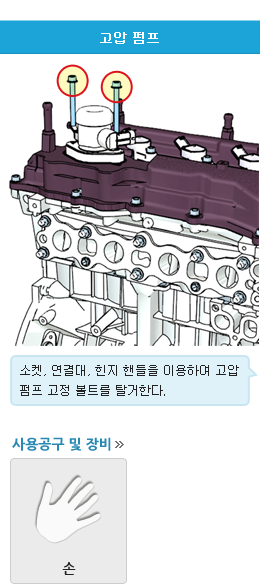 고압 펌프
소켓, 연결대, 힌지 핸들을 이용하여 고압
펌프 고정 볼트를 탈거한다.
사용공구 및 장비 »
손